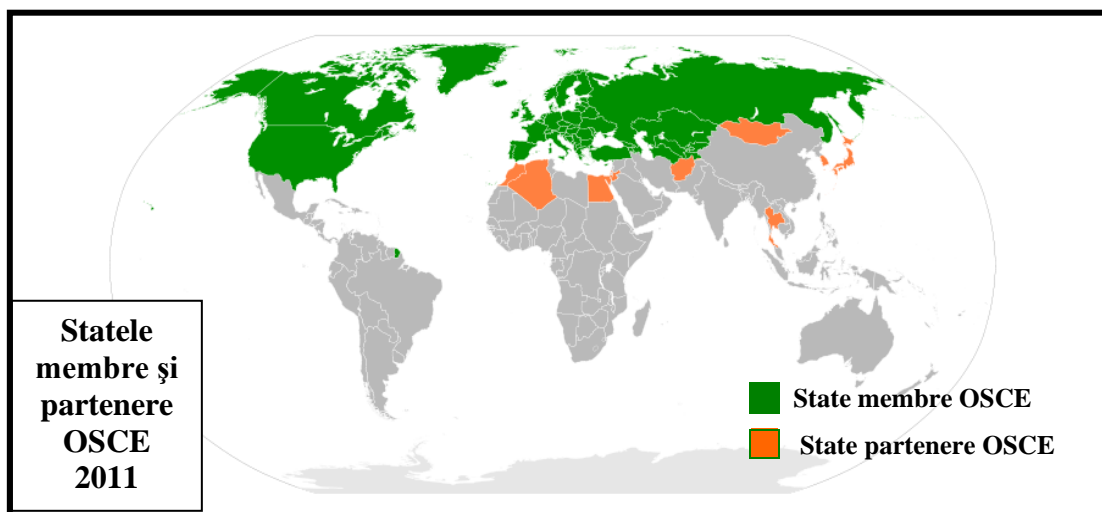 Statele
membre şi
partenere
OSCE
2011
State membre OSCE
State partenere OSCE